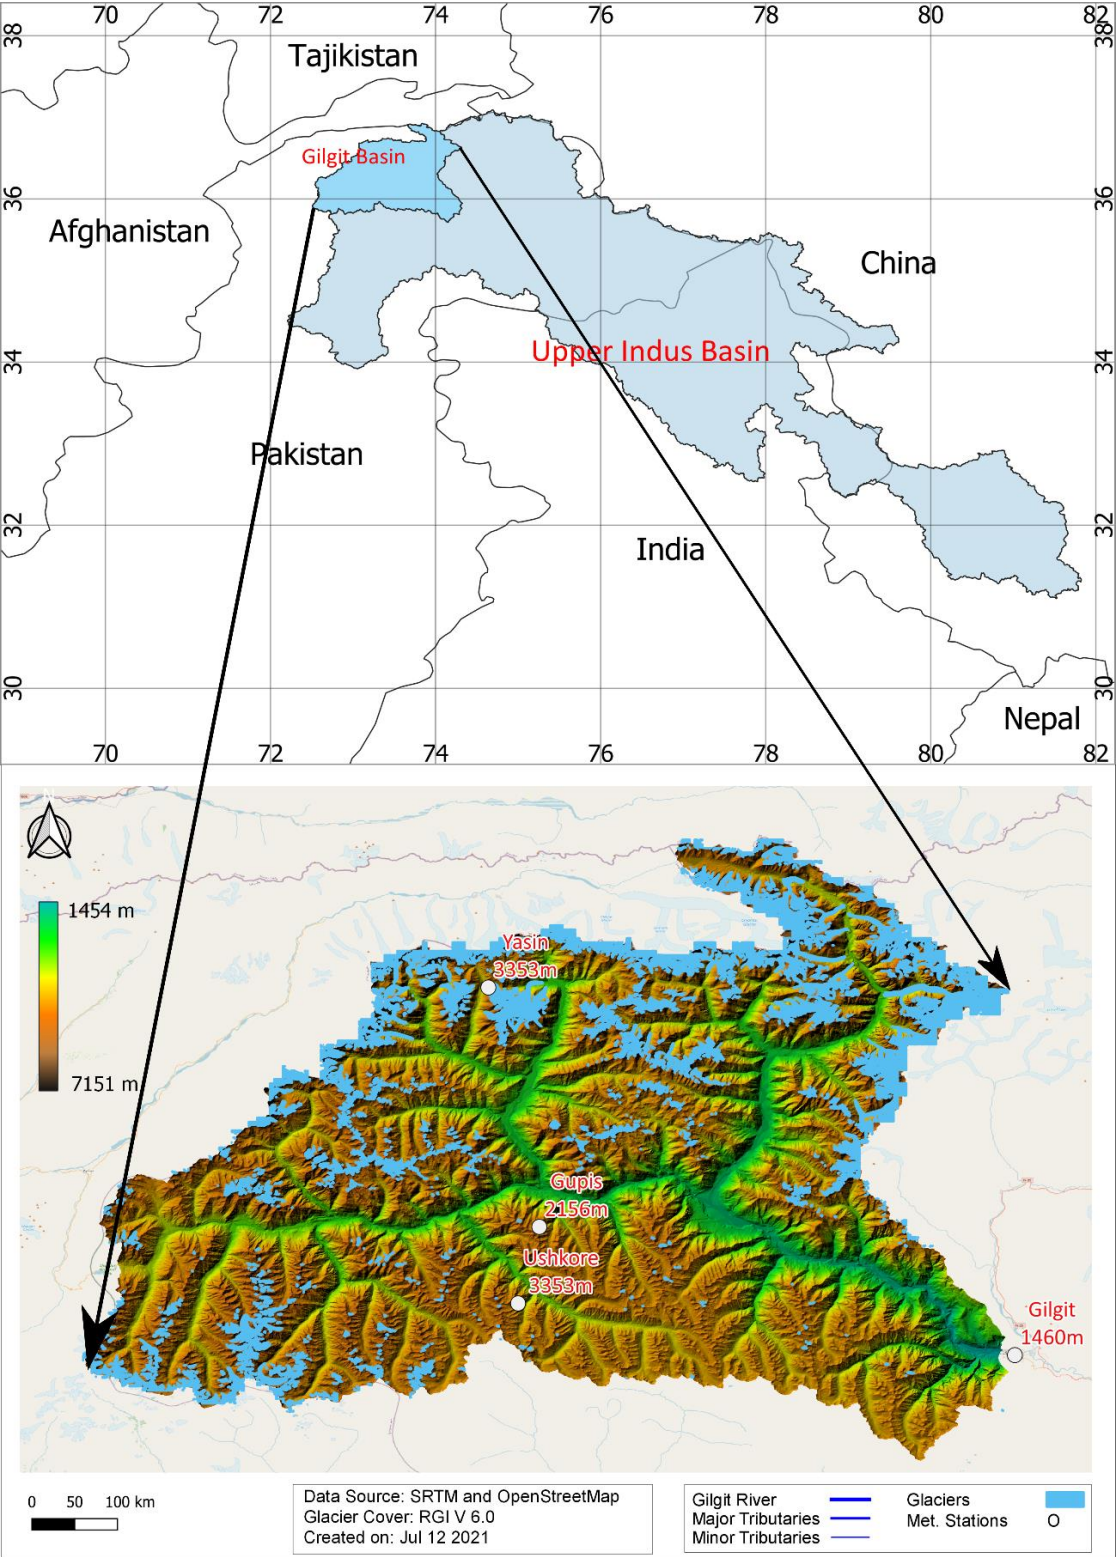 70 72 74 76 78 80 82
38 38
Tajikistan
Gilgit Basin
36 36
Afghanistan
China
34 34
Upper Indus Basin
Pakistan
32 32
India
30 30
Nepal
70 72 74 76 78 80 82
N
1454 m
7151 m
Yasin
3353m
Gupis
2156m
Ushkore
3353m
Gilgit
1460m
0 50 100 km
Data Source: SRTM and OpenStreetMap
Glacier Cover: RGI V 6.0
Created on: Jul 12 2021
Gilgit River
Major Tributaries
Minor Tributaries
Glaciers
Met. Stations